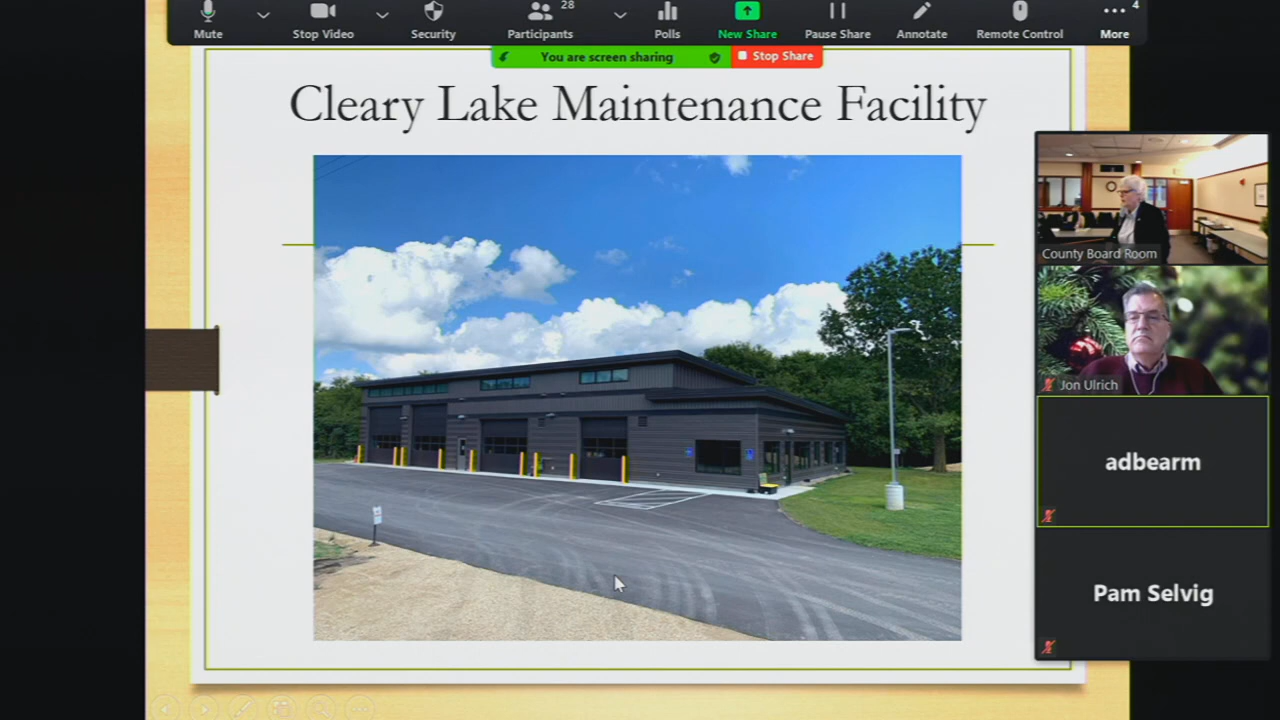 28
4
Mute
Stop Video
Security
Participants
Polls
New Share
Pause Share
Annotate
Remote Control
More
You are screen sharing
Stop Share
Cleary Lake Maintenance Facility
County Board Room
Jon Ulrich
adbearm
Pam Selvig